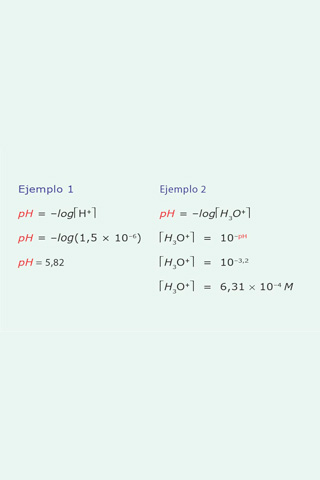 Ejemplo 1
pH = –log⌈H⁺⌉
pH = –log(1,5 × 10⁻⁶)
pH = 5,82
Ejemplo 2
pH = –log⌈H₃O⁺⌉
⌈H₃O⁺⌉ = 10⁻ᵖᴴ
⌈H₃O⁺⌉ = 10⁻³,²
⌈H₃O⁺⌉ = 6,31 × 10⁻⁴ M